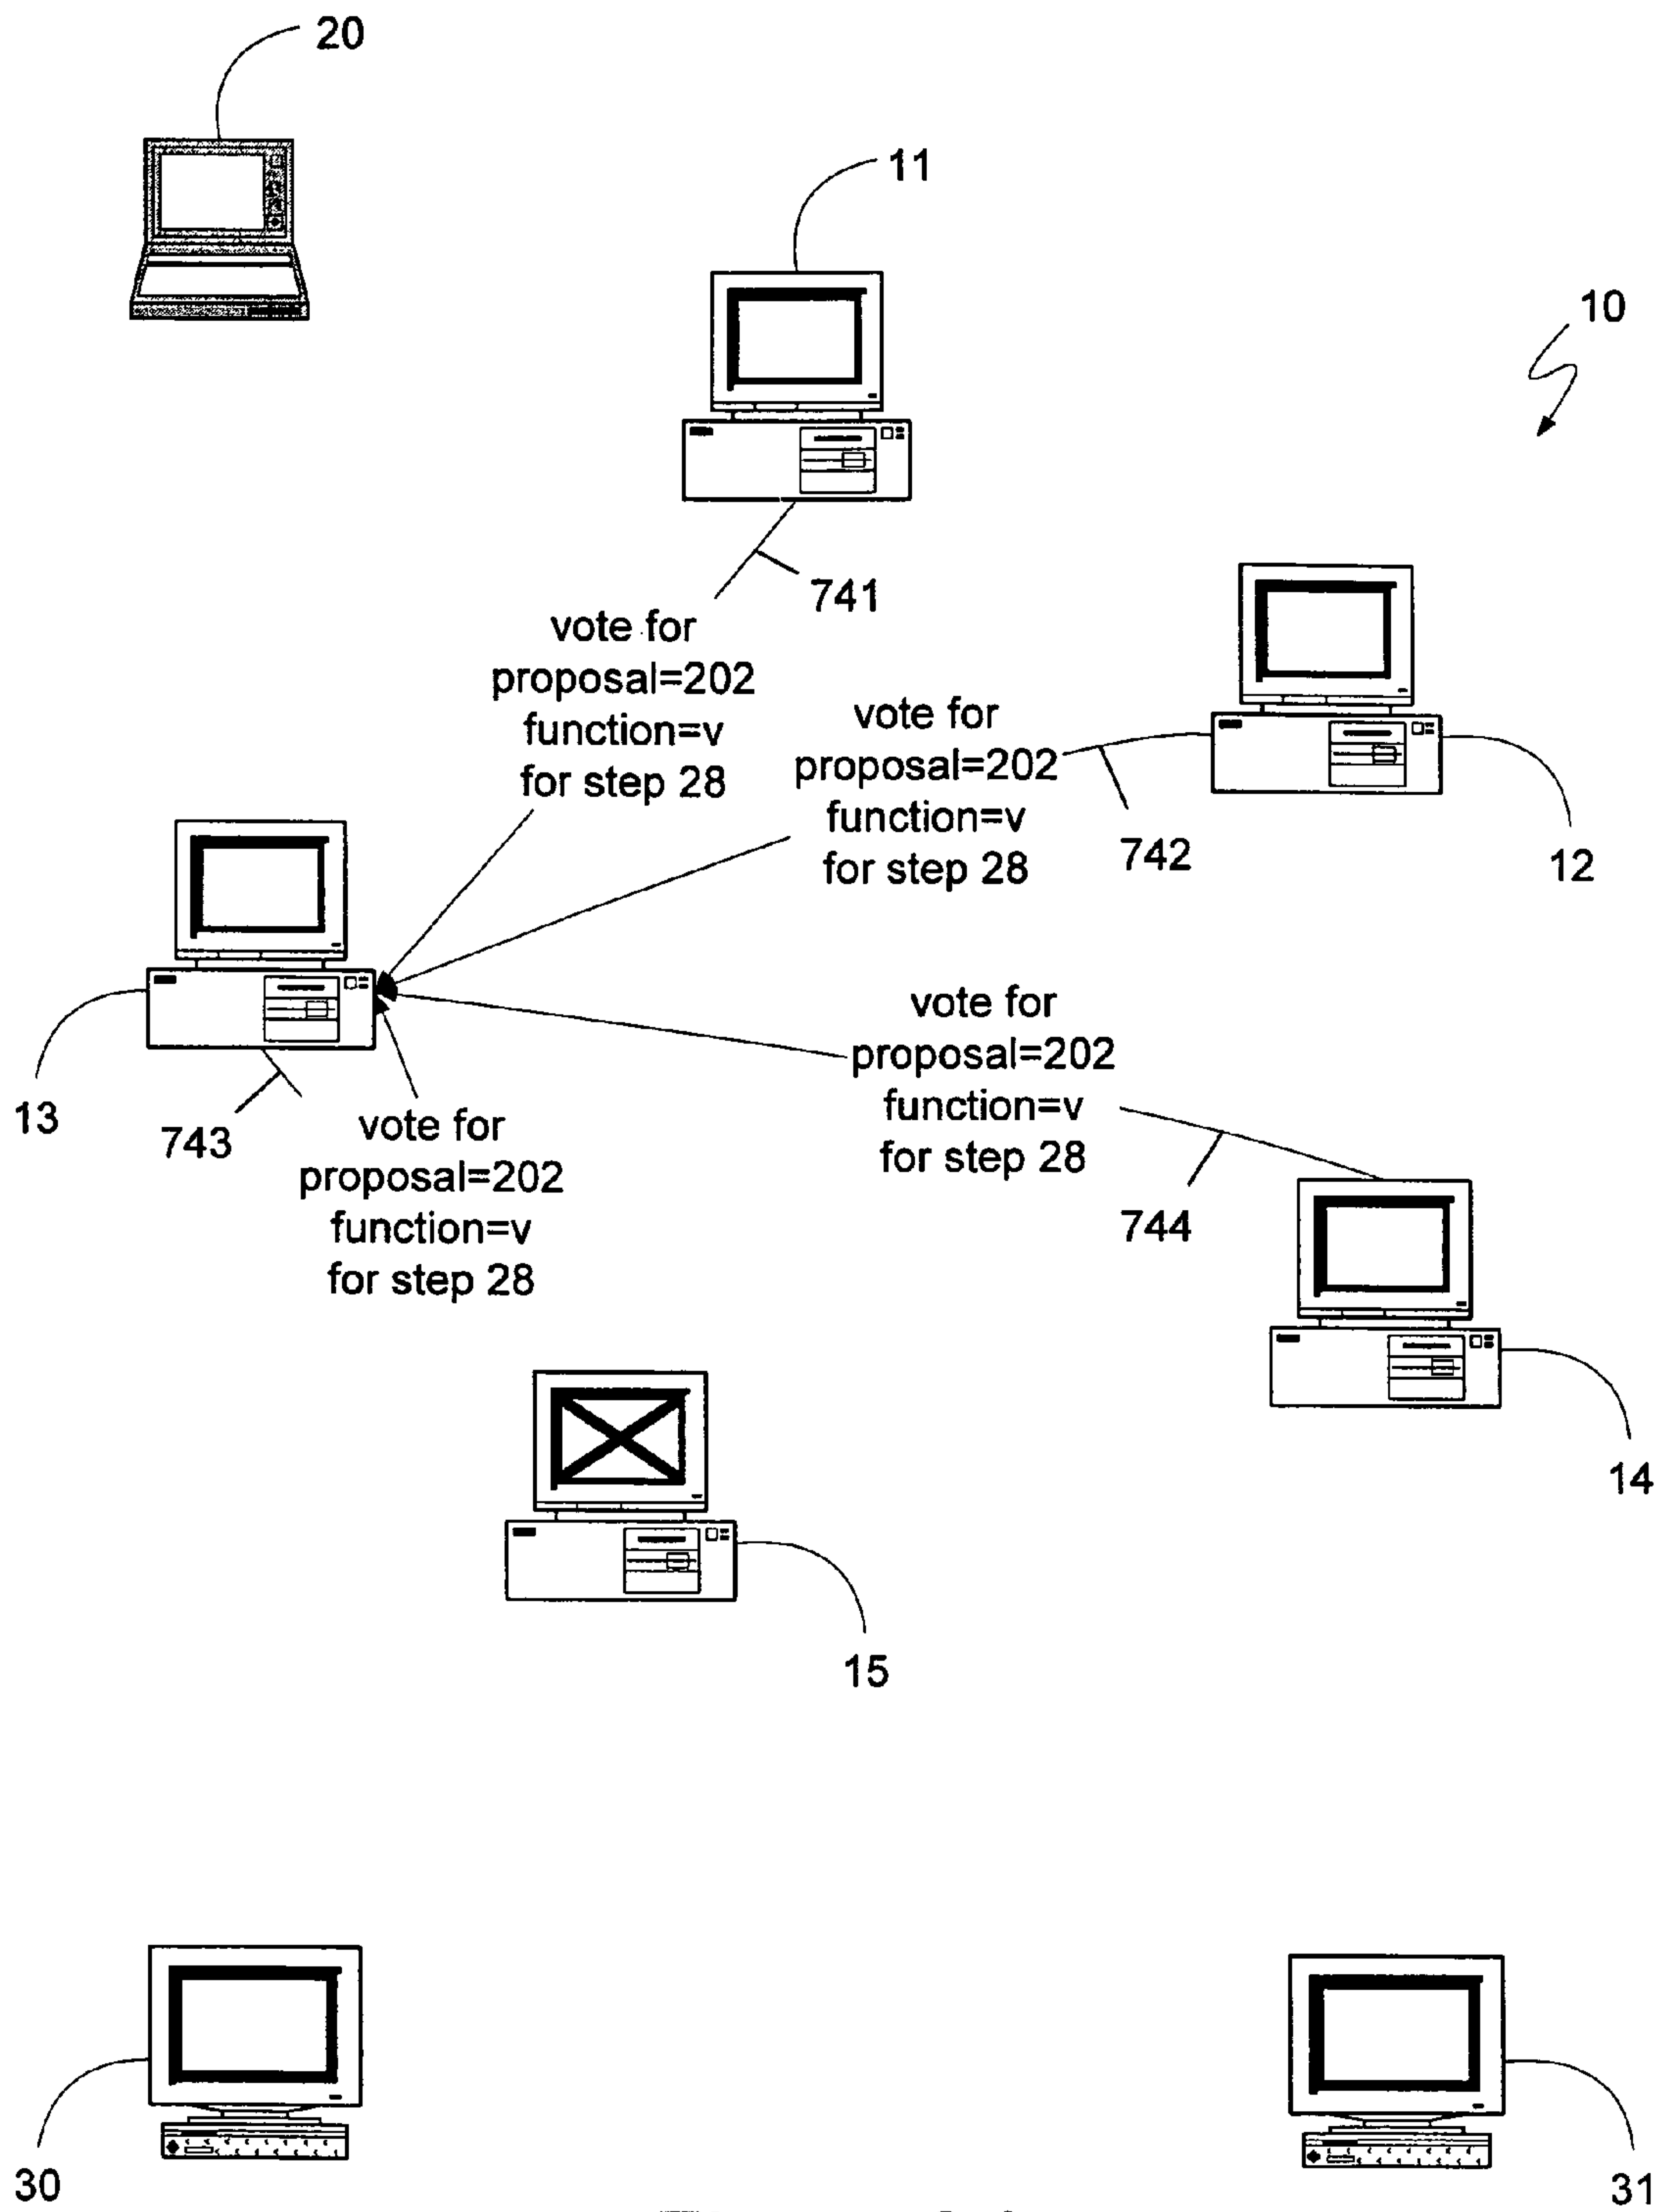 20
11
10
741
vote for
proposal=202
function=v
for step 28
vote for
proposal=202
function=v
for step 28
742
12
vote for
proposal=202
function=v
for step 28
744
13
743
vote for
proposal=202
function=v
for step 28
14
15
30
31